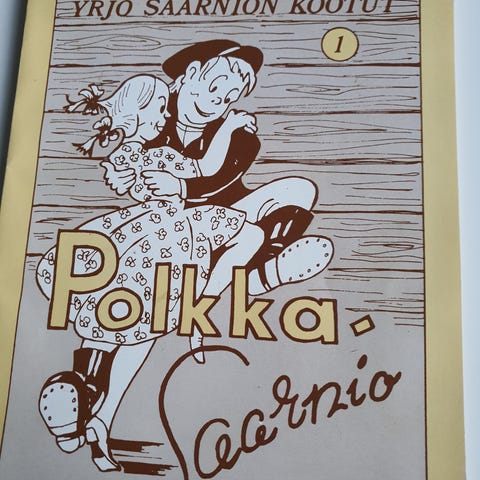 YRJÖ SAARNION KOOTUT
1
Polkka-
Saarnio